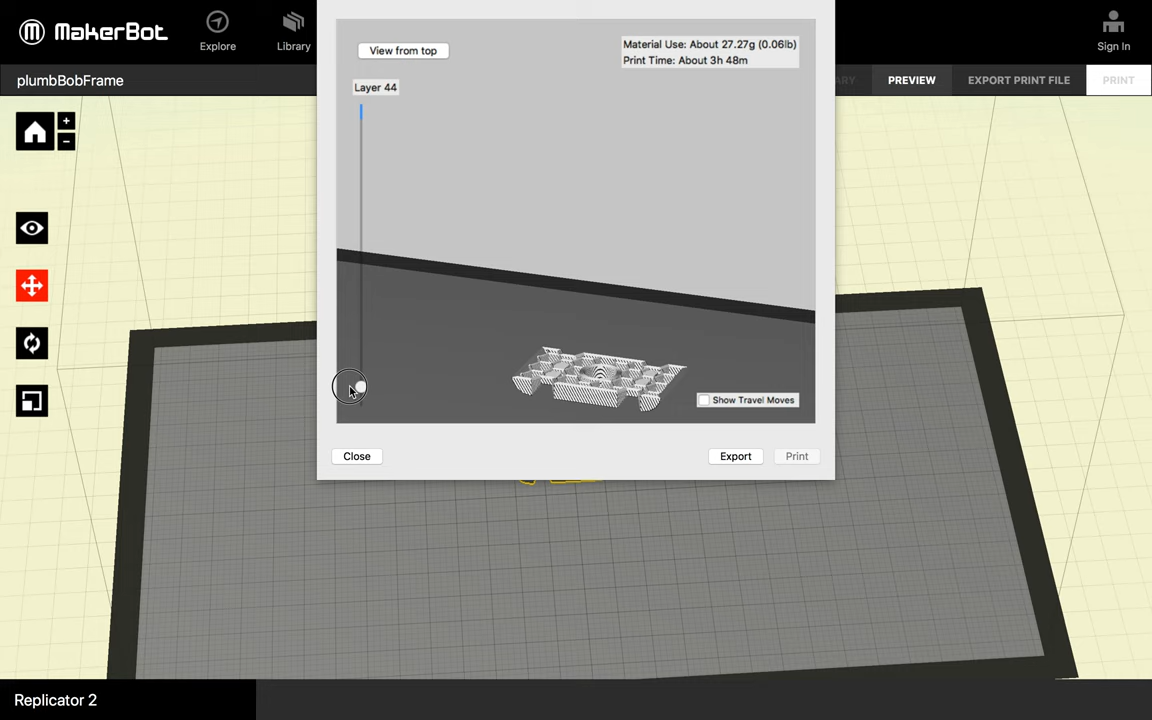 MakerBot.
Explore
Library
Sign In
plumbBobFrame
PREVIEW
EXPORT PRINT FILE
PRINT
View from top
Material Use: About 27.27g (0.06lb)
Print Time: About 3h 48m
Layer 44
Show Travel Moves
Close
Export
Print
Replicator 2